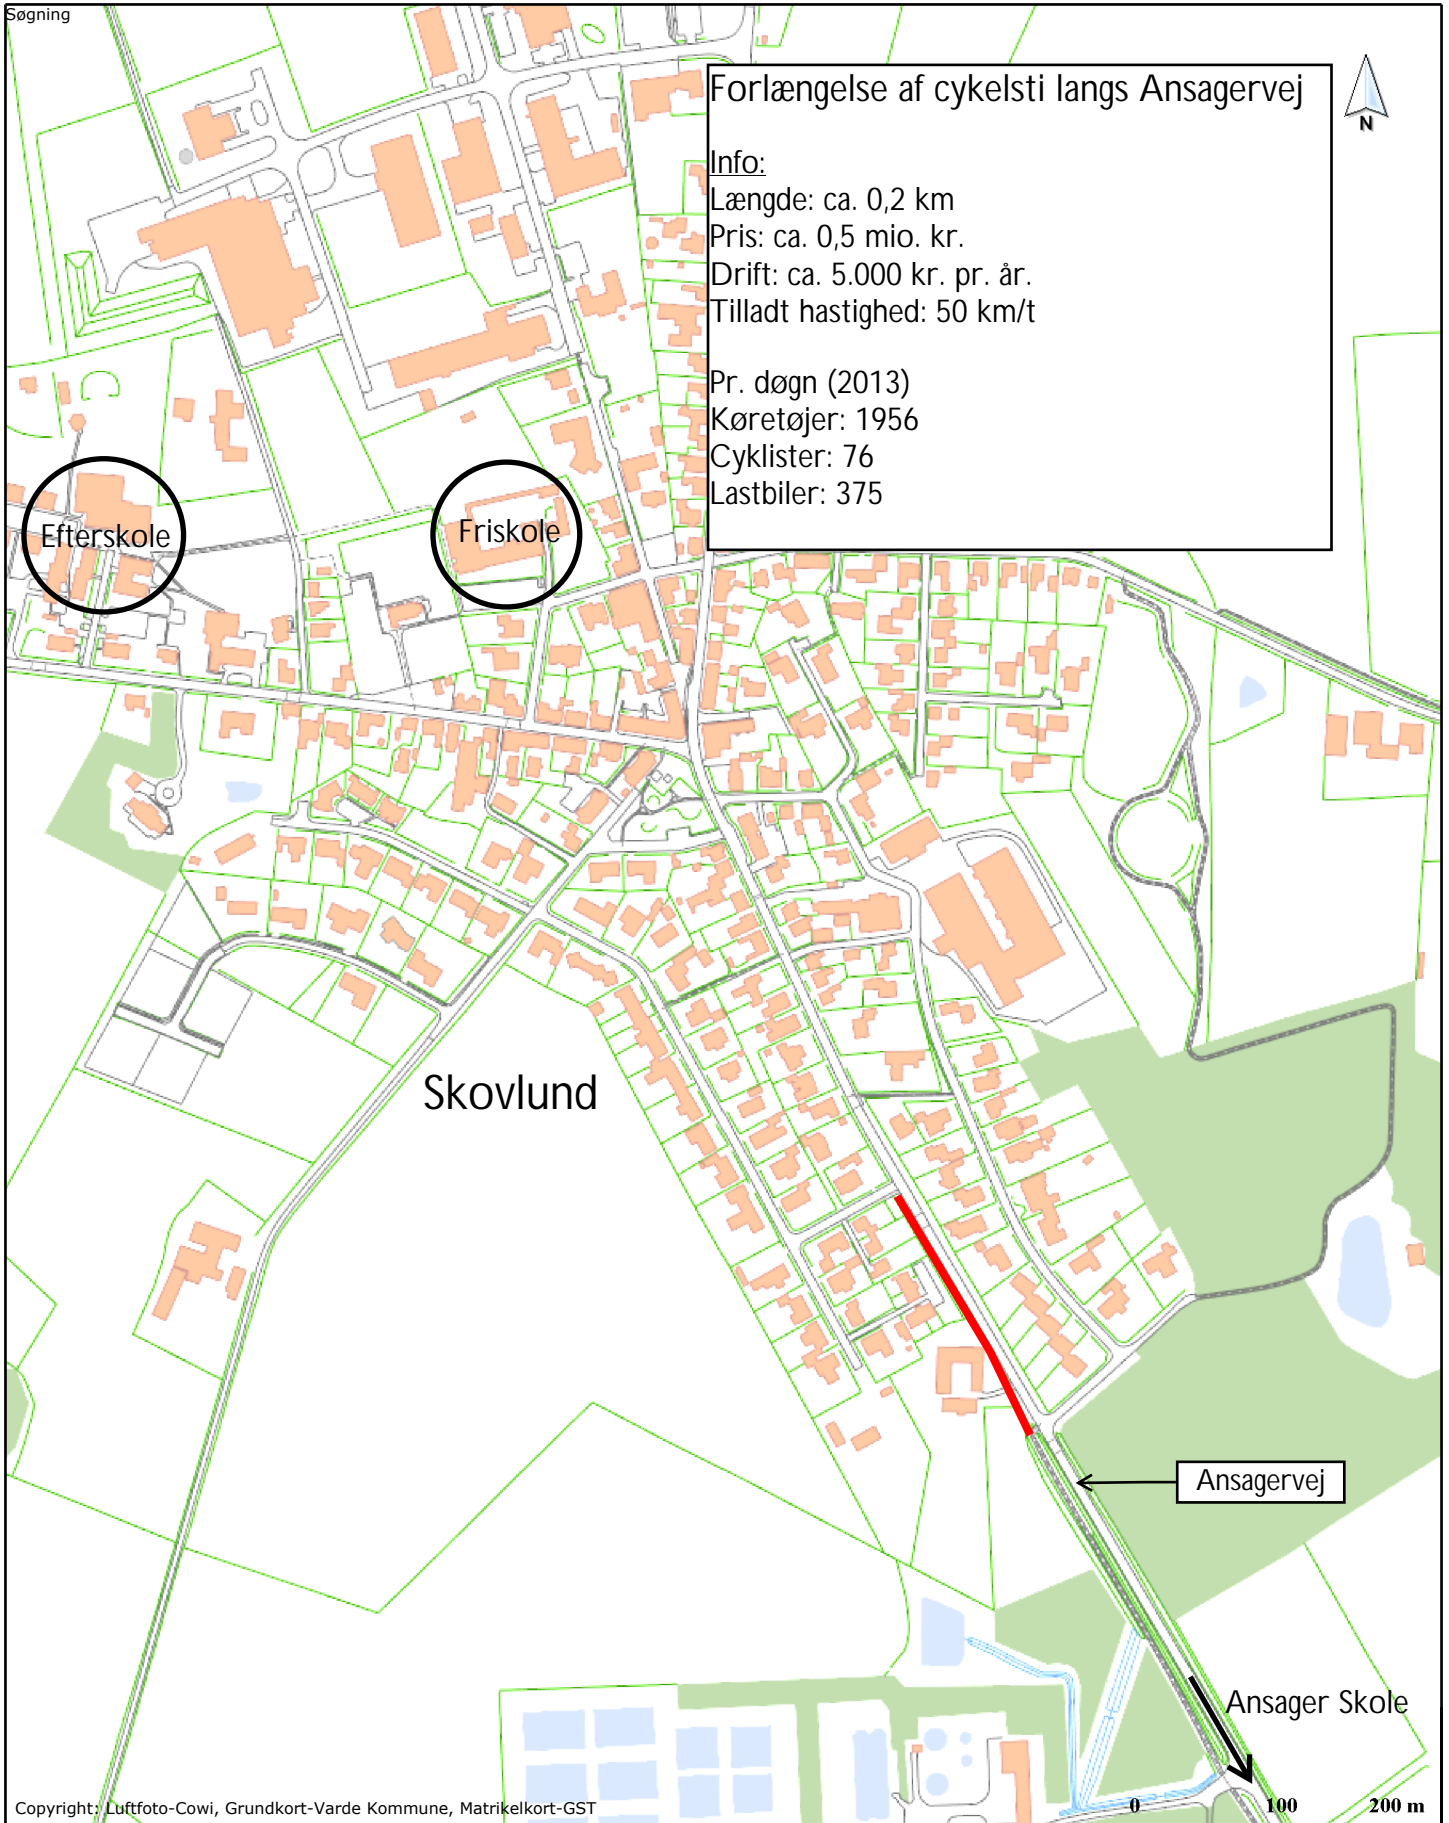 Søgning
Forlængelse af cykelsti langs Ansagervej
N
Info:
Længde: ca. 0,2 km
Pris: ca. 0,5 mio. kr.
Drift: ca. 5.000 kr. pr. år.
Tilladt hastighed: 50 km/t
Pr. døgn (2013)
Køretøjer: 1956
Cyklister: 76
Lastbiler: 375
Efterskole
Friskole
Skovlund
Ansagervej
Ansager Skole
Copyright: Luftfoto-Cowi, Grundkort-Varde Kommune, Matrikelkort-GST
0 100 200 m